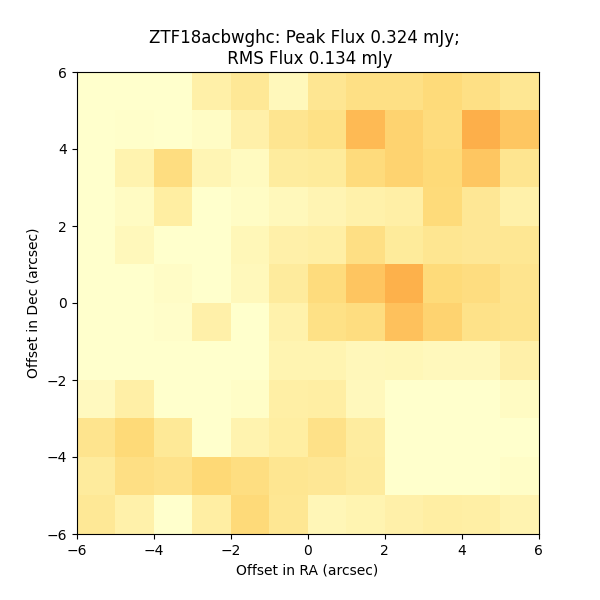 ZTF18acbwghc: Peak Flux 0.324 mJy;
RMS Flux 0.134 mJy
6
4
2
0
−2
−4
−6
Offset in Dec (arcsec)
−6 −4 −2 0 2 4 6
Offset in RA (arcsec)